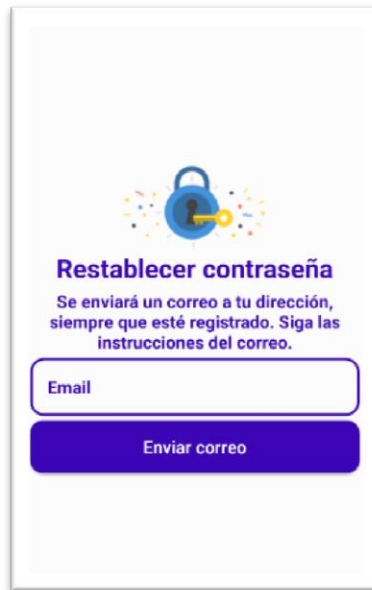 Restablecer contraseña
Se enviará un correo a tu dirección,
siempre que esté registrado. Siga las
instrucciones del correo.
Email
Enviar correo